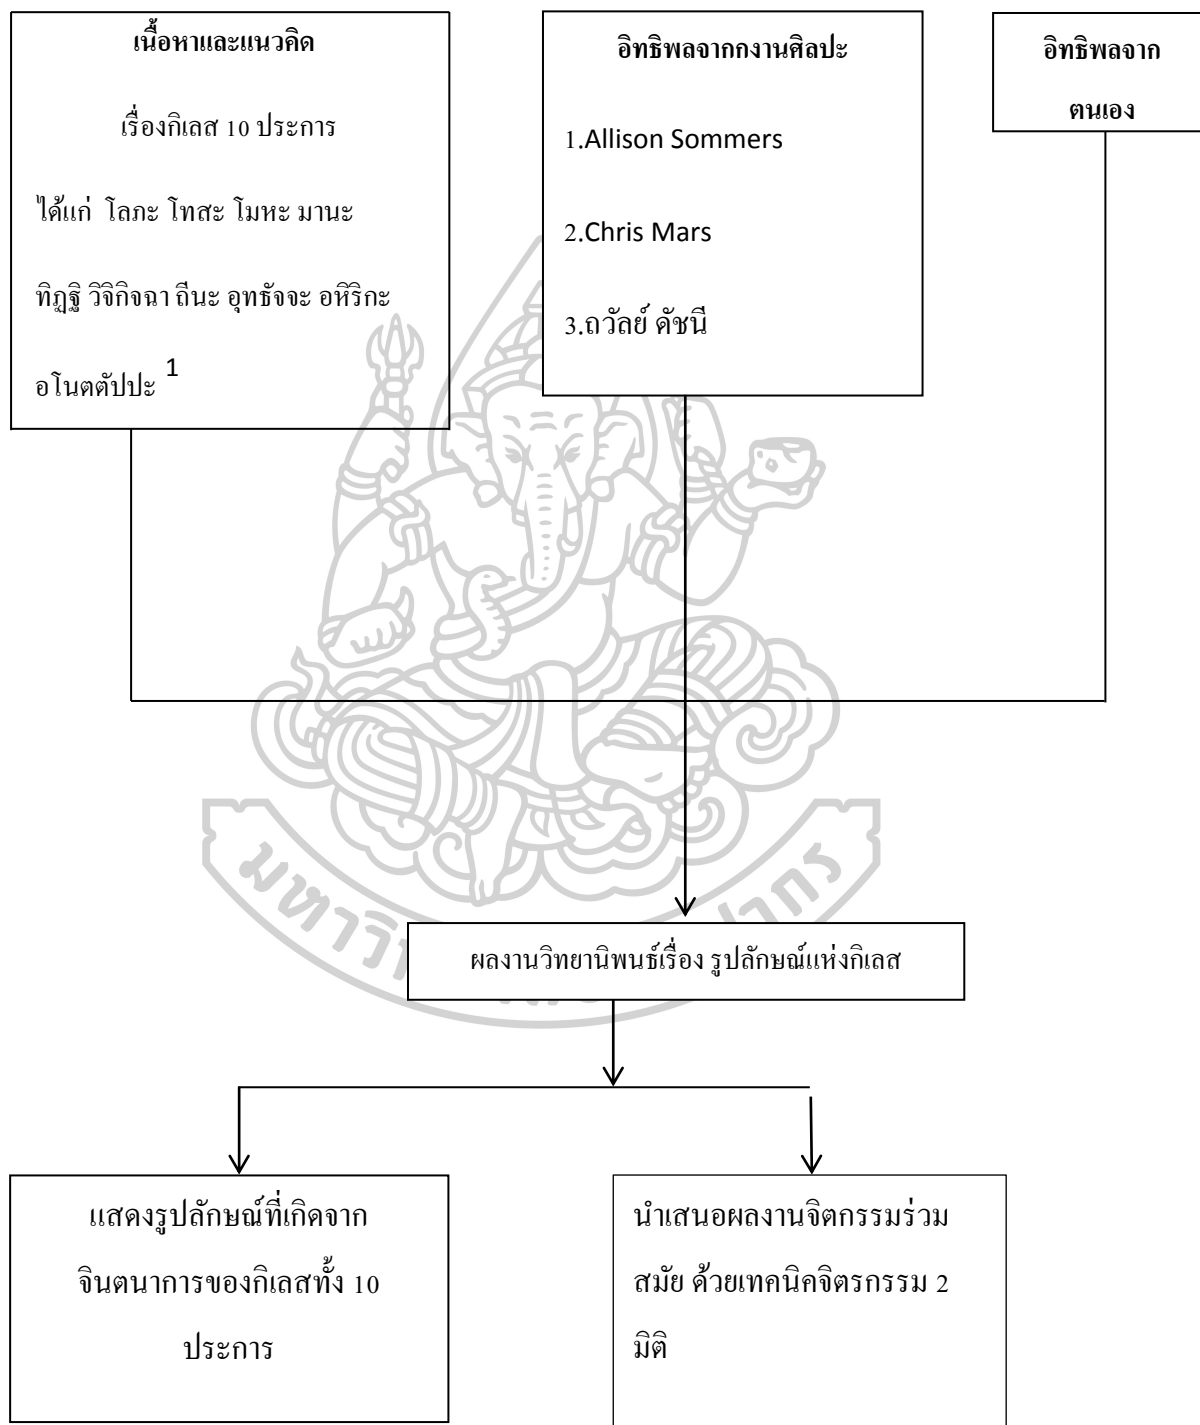 เนื้อหาและแนวคิด
เรื่องกิเลส 10 ประการ
ได้แก่ โลภะ โทสะ โมหะ มานะ
ทิฏฐิ วิจิกิจฉา ถีนะ อุทธัจจะ อหิริกะ
อโนตตัปปะ 1
อิทธิพลจากกงานศิลปะ
1.Allison Sommers
2.Chris Mars
3.ถวัลย์ ดัชนี
อิทธิพลจาก
ตนเอง
ผลงานวิทยานิพนธ์เรื่อง รูปลักษณ์แห่งกิเลส
แสดงรูปลักษณ์ที่เกิดจาก
จินตนาการของกิเลสทั้ง 10
ประการ
นำเสนอผลงานจิตกรรมร่วม
สมัย ด้วยเทคนิคจิตรกรรม 2
มิติ